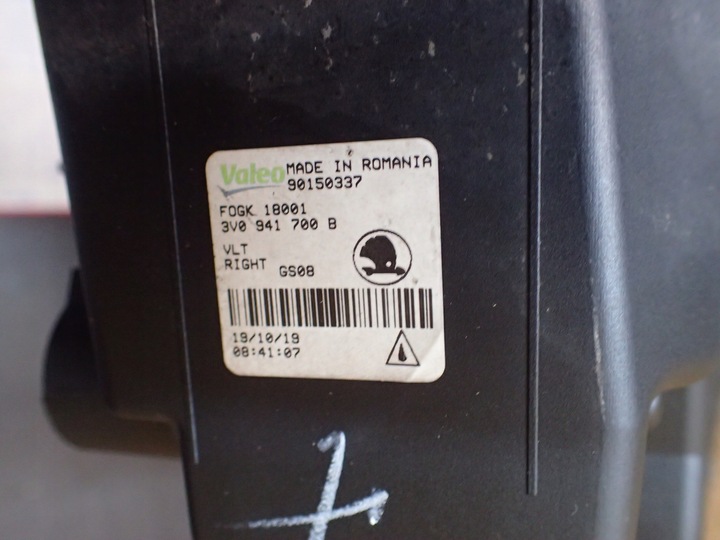 Valeo MADE IN ROMANIA
90150337
FOGK 18001
3V0 941 700 B
VLT
RIGHT GS08
19/10/19
08:41:07